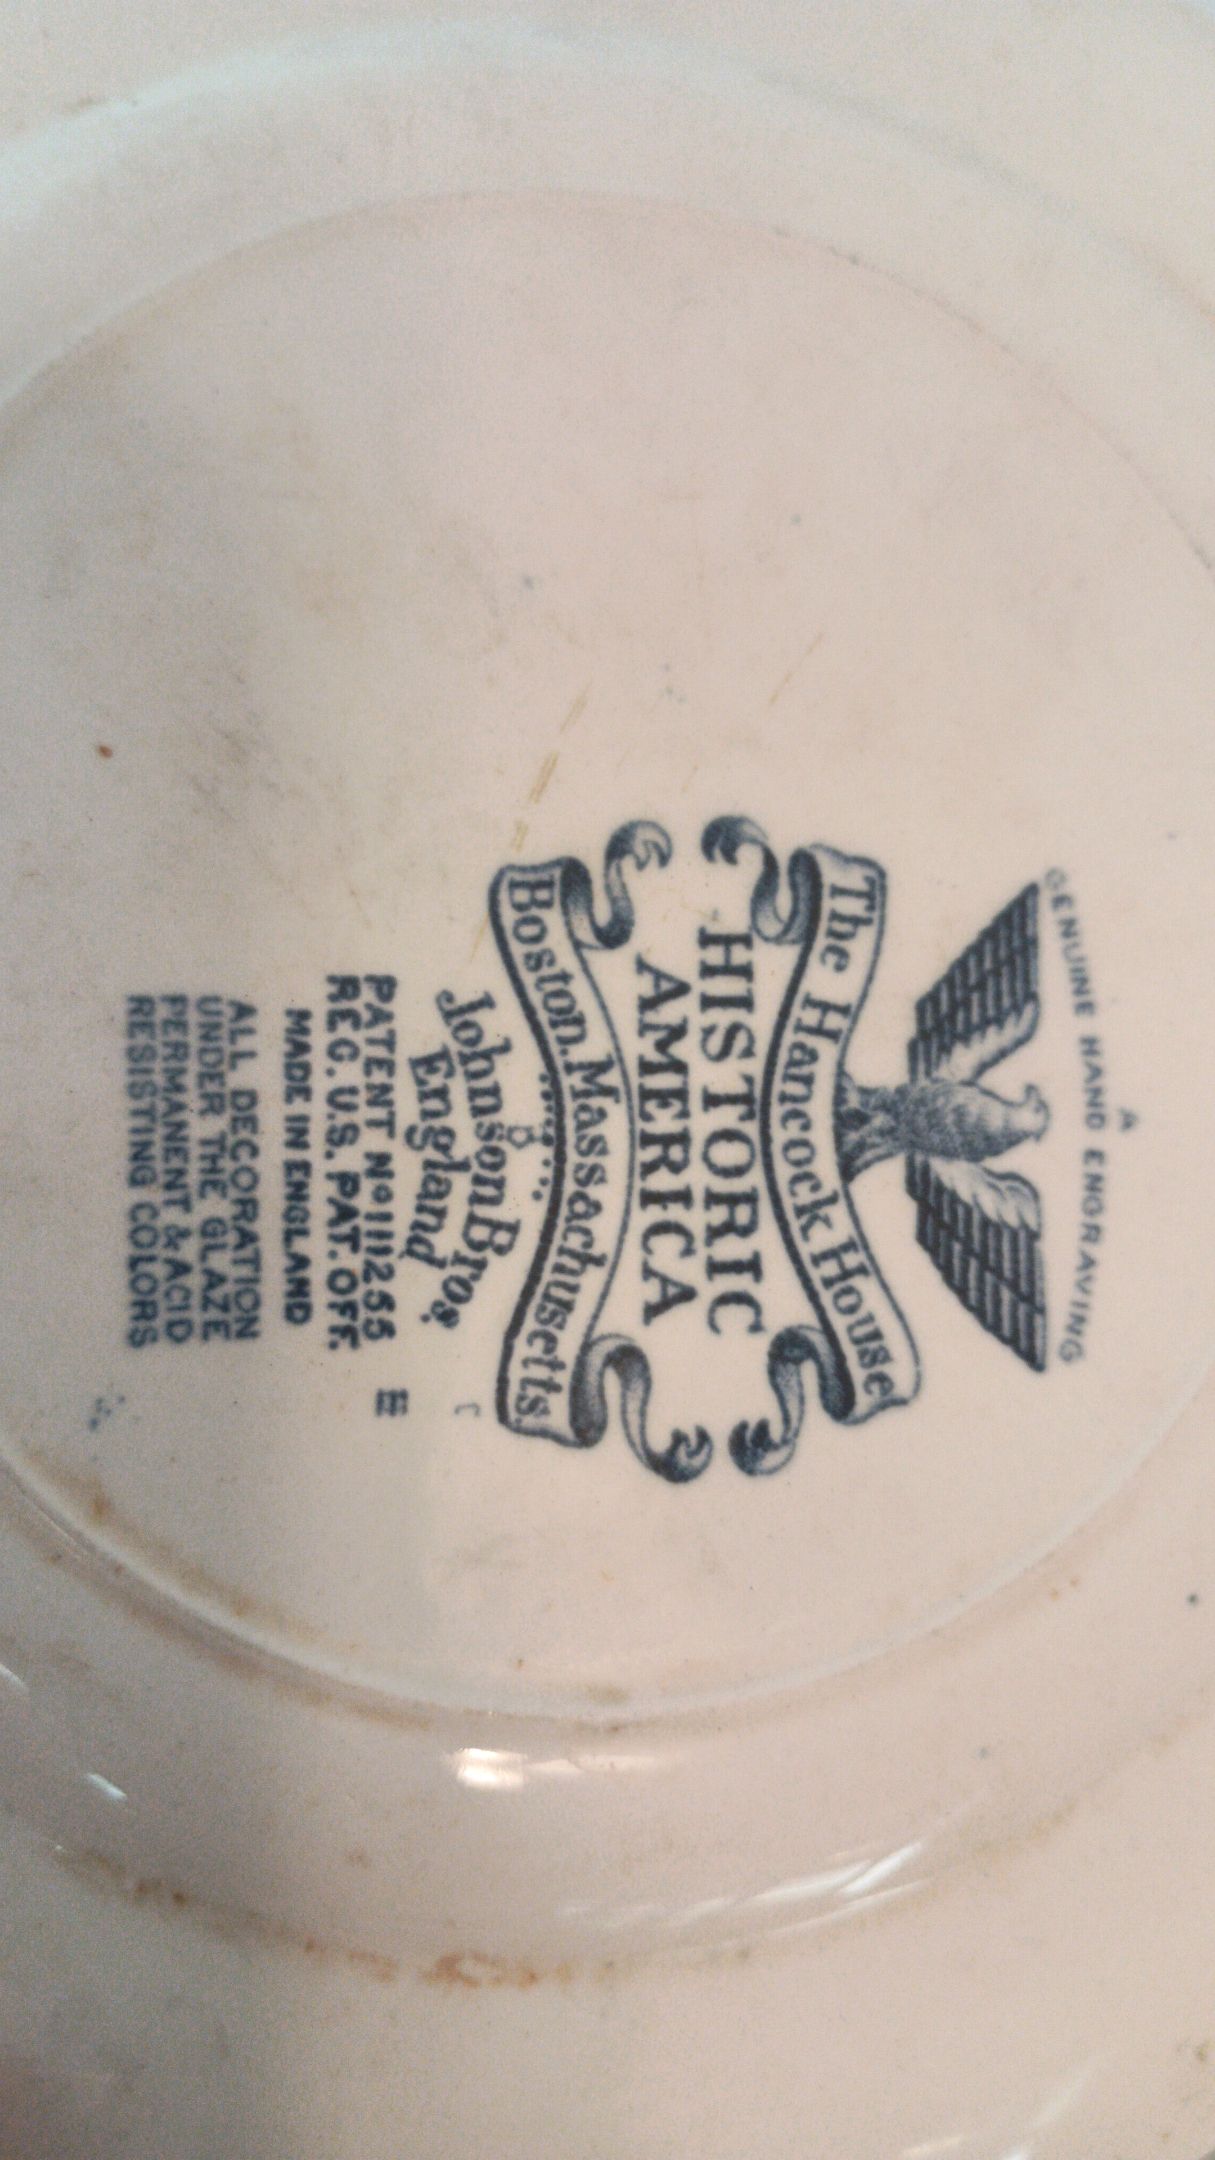 A
GENUINE HAND ENGRAVING
The Hancock House
HISTORIC
AMERICA
Boston, Massachusetts.
Johnson Bros.
England
PATENT No 111255
REG. U.S. PAT. OFF.
MADE IN ENGLAND
ALL DECORATION
UNDER THE GLAZE
PERMANENT & ACID
RESISTING COLORS